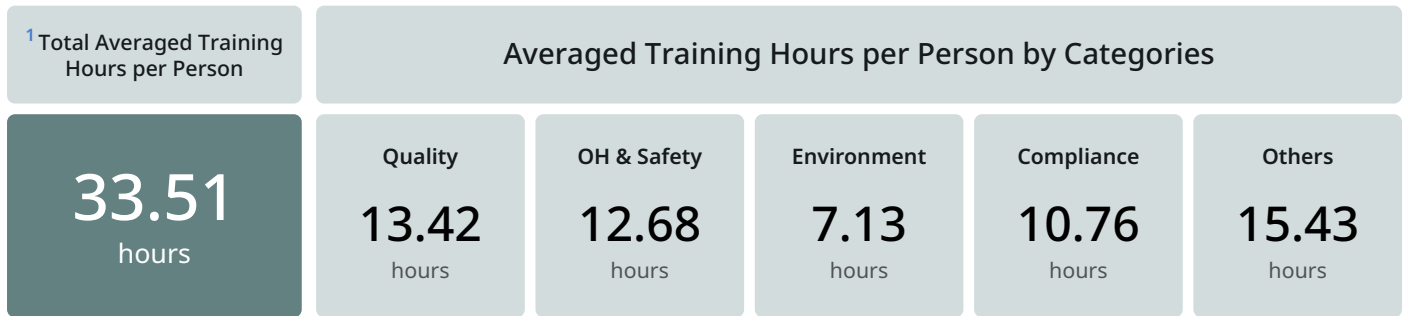 1 Total Averaged Training
Hours per Person
Averaged Training Hours per Person by Categories
33.51
hours
Quality
13.42
hours
OH & Safety
12.68
hours
Environment
7.13
hours
Compliance
10.76
hours
Others
15.43
hours